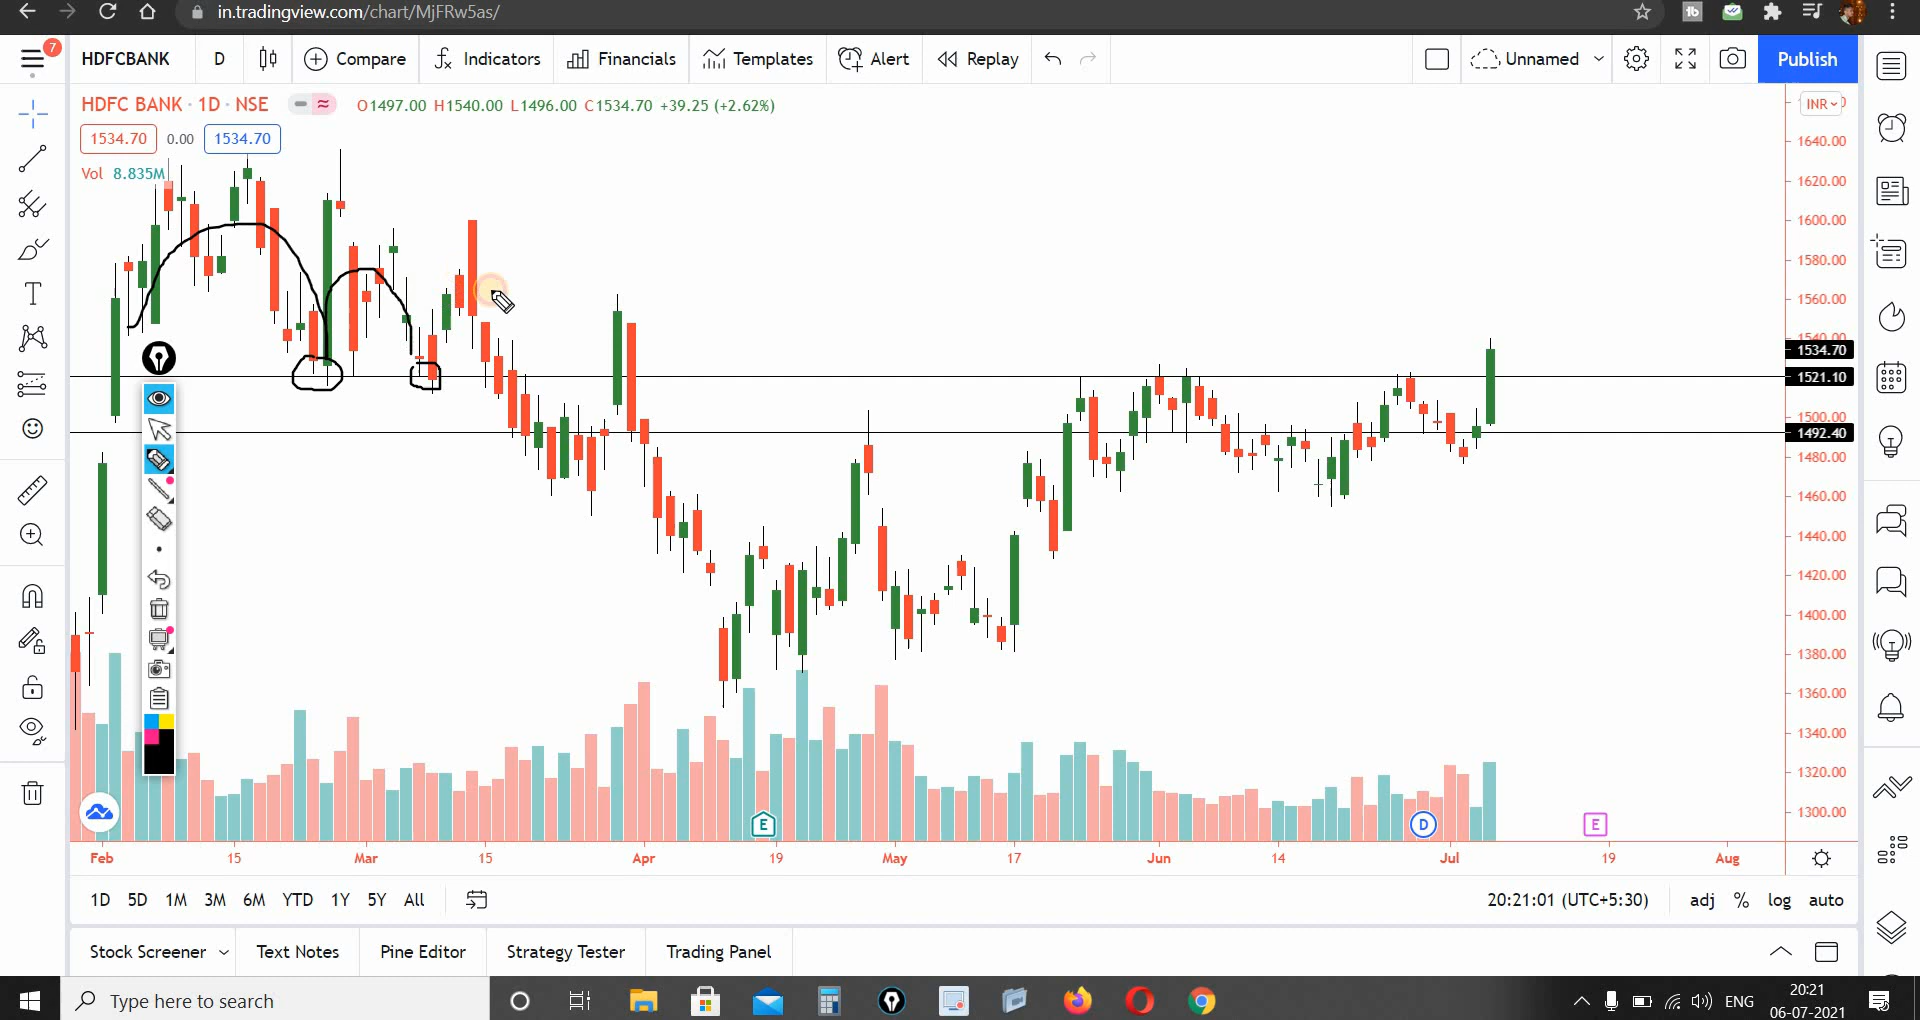 in.tradingview.com/chart/MjFRw5as/
7
HDFCBANK D Compare Indicators Financials Templates Alert Replay Unnamed Publish
HDFC BANK · 1D · NSE O1497.00 H1540.00 L1496.00 C1534.70 +39.25 (+2.62%)
INR
1534.70 0.00 1534.70
Vol 8.835M
1640.00
1620.00
1600.00
1580.00
1560.00
1540.00
1534.70
1521.10
1500.00
1492.40
1480.00
1460.00
1440.00
1420.00
1400.00
1380.00
1360.00
1340.00
1320.00
1300.00
E D E
Feb 15 Mar 15 Apr 19 May 17 Jun 14 Jul 19 Aug
1D 5D 1M 3M 6M YTD 1Y 5Y All 20:21:01 (UTC+5:30) adj % log auto
Stock Screener Text Notes Pine Editor Strategy Tester Trading Panel
Type here to search
ENG
20:21
06-07-2021